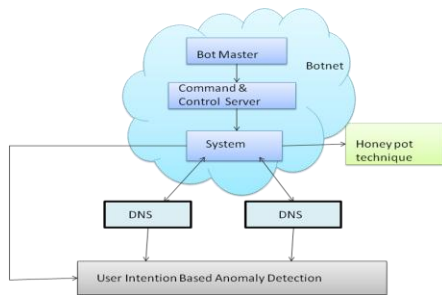 Bot Master
Botnet
Command &
Control Server
System
Honey pot
technique
DNS
DNS
User Intention Based Anomaly Detection